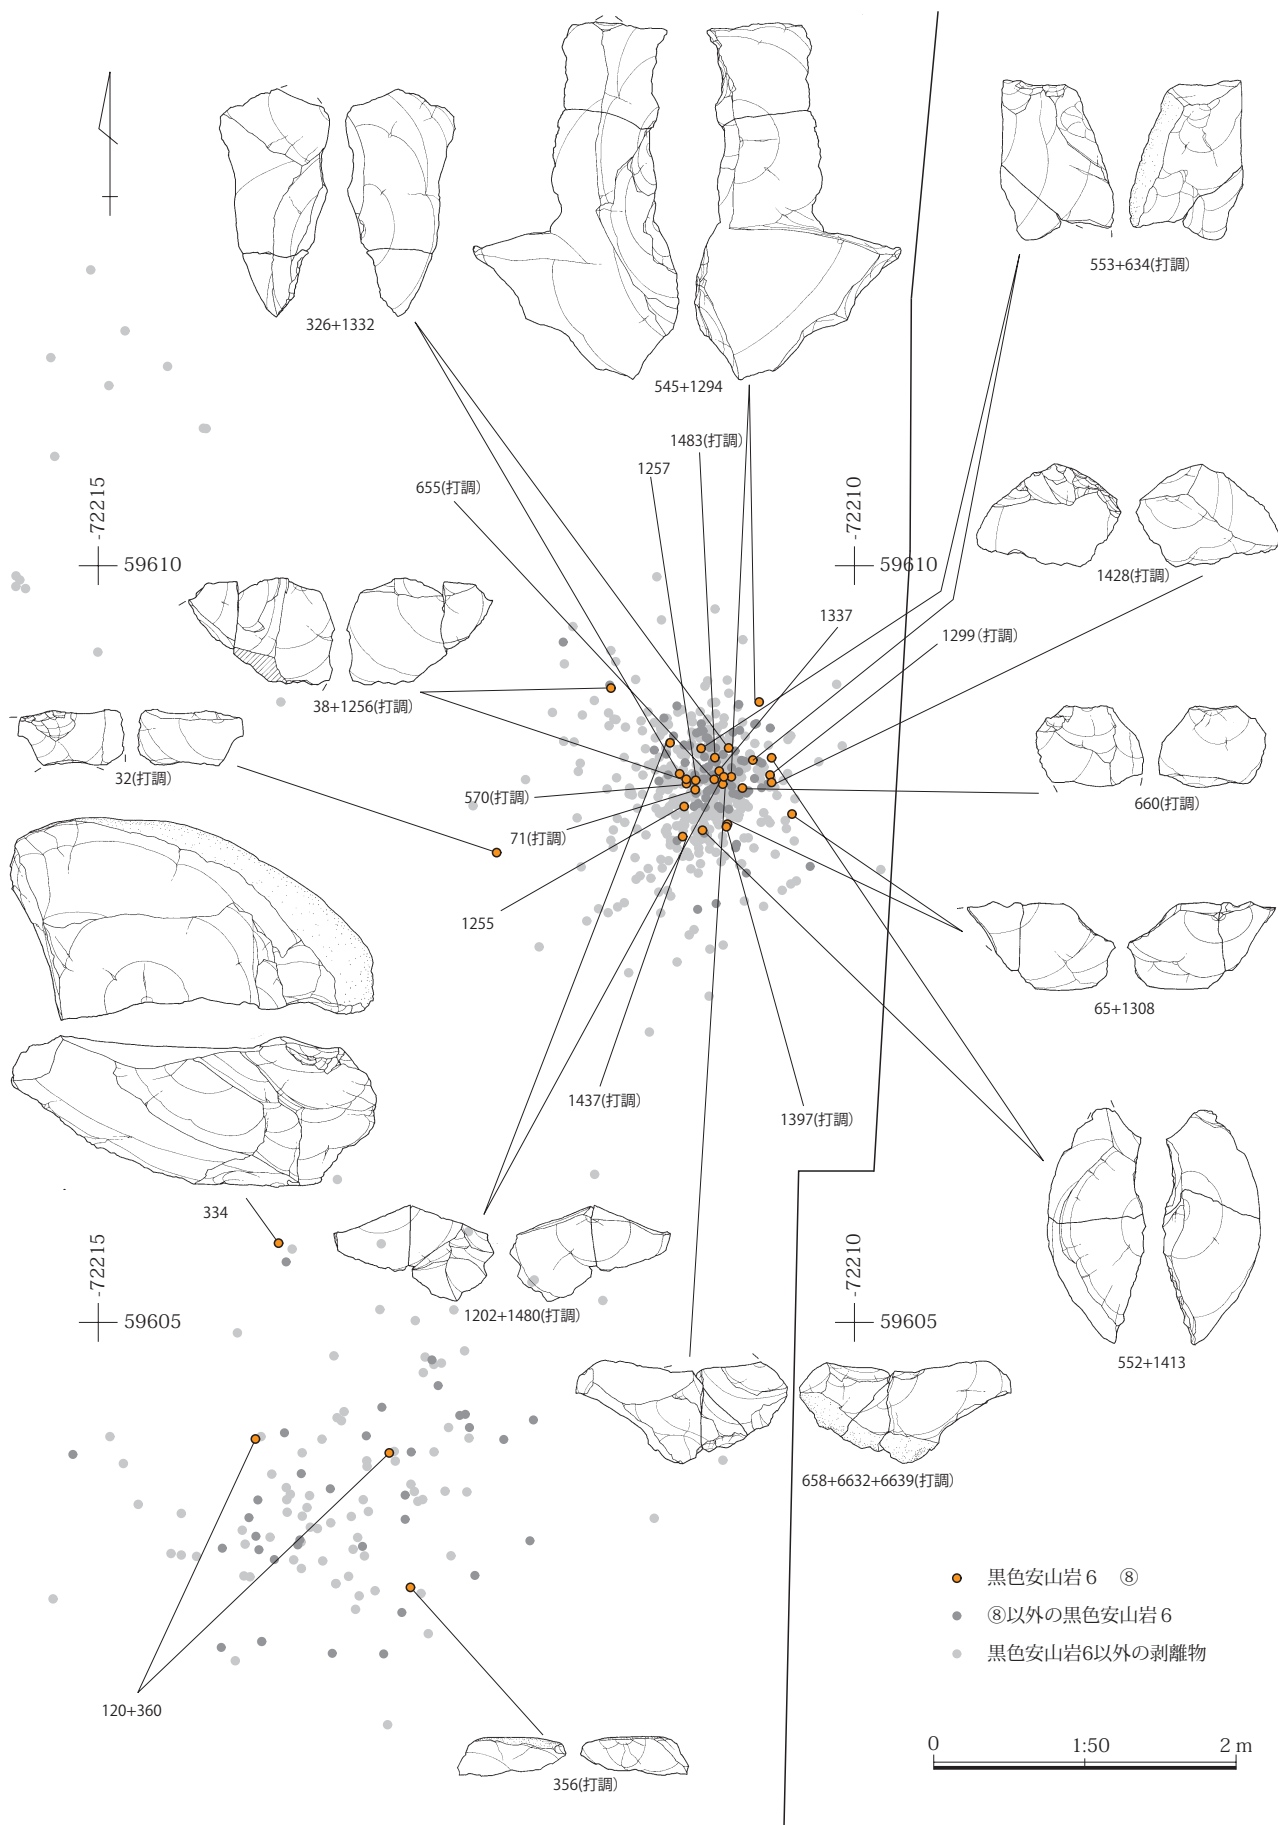 553+634(打調)
326+1332
545+1294
1483(打調)
1257
655(打調)
-72215
59610
-72210
59610
1428(打調)
1337
1299(打調)
38+1256(打調)
32(打調)
570(打調)
660(打調)
71(打調)
1255
65+1308
1437(打調)
1397(打調)
334
-72215
59605
1202+1480(打調)
-72210
59605
552+1413
658+6632+6639(打調)
黒色安山岩6 ⑧
⑧以外の黒色安山岩6
黒色安山岩6以外の剥離物
120+360
0 1:50 2 m
356(打調)